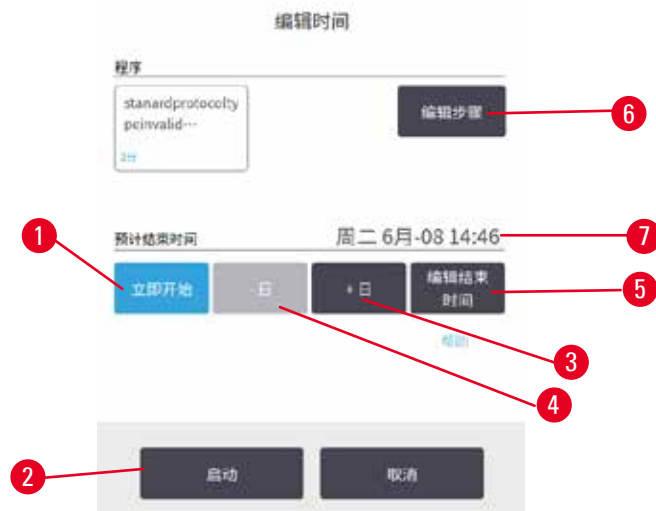 编辑时间
程序
stanardprotocolty
peinvalid…
编辑步骤
6
1
预计结束时间
周二 6月-08 14:46
7
立即开始
- 日
+ 日
编辑结束
时间
5
帮助
3
4
2
启动
取消